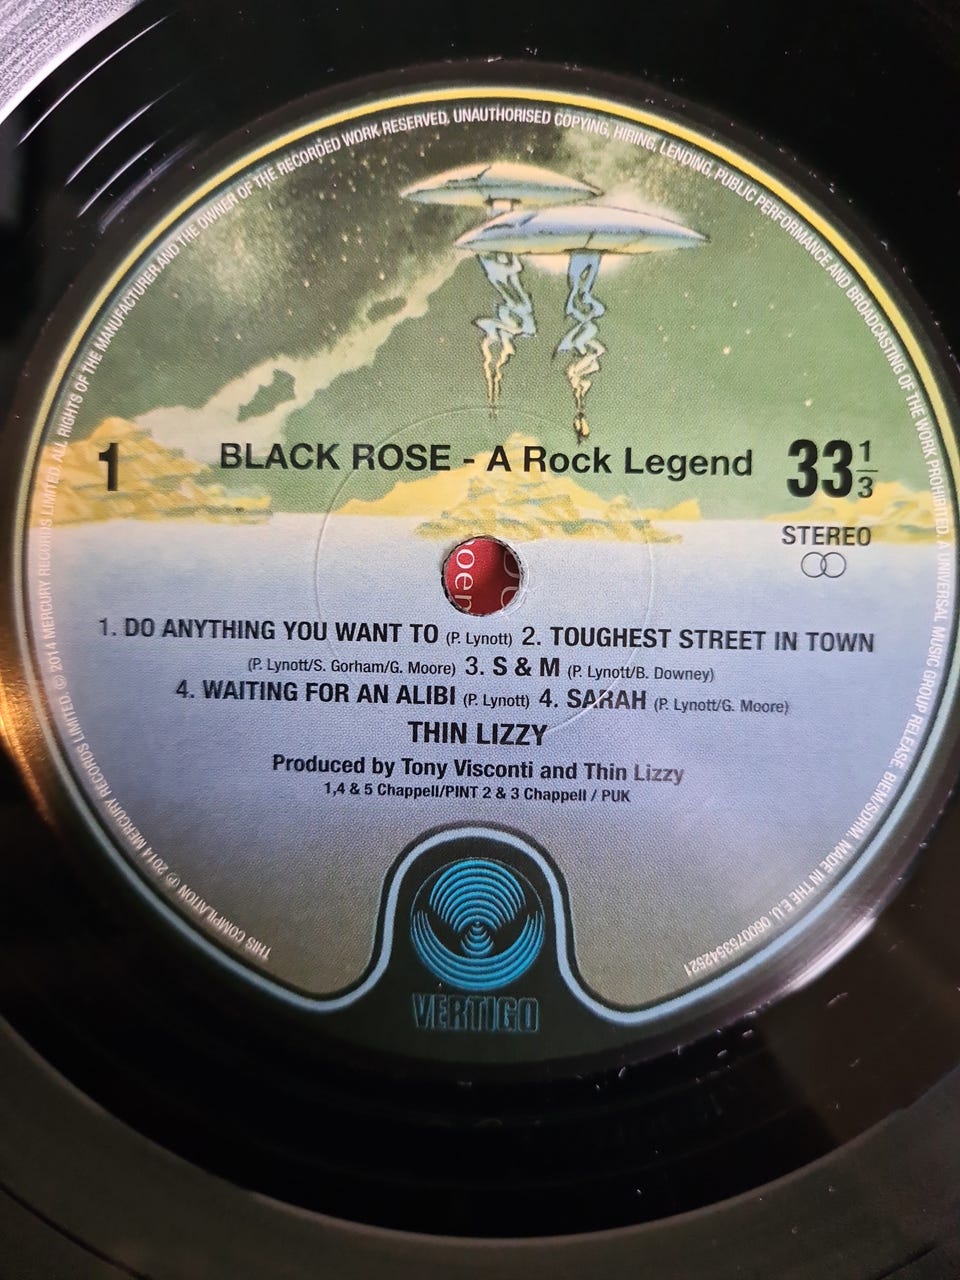 THIS COMPILATION ℗ 2014 MERCURY RECORDS LIMITED. © 2014 MERCURY RECORDS LIMITED ALL RIGHTS OF THE MANUFACTURER AND THE OWNER OF THE RECORDED WORK RESERVED, UNAUTHORISED COPYING, HIRING, LENDING, PUBLIC PERFORMANCE AND BROADCASTING OF THE WORK PROHIBITED. A UNIVERSAL MUSIC GROUP RELEASE. BIEM/SDRM. MADE IN THE E.U. 0600753542521
1 BLACK ROSE - A Rock Legend 33 1/3
STEREO
oen
1. DO ANYTHING YOU WANT TO (P. Lynott) 2. TOUGHEST STREET IN TOWN
(P. Lynott/S. Gorham/G. Moore) 3. S & M (P. Lynott/B. Downey)
4. WAITING FOR AN ALIBI (P. Lynott) 4. SARAH (P. Lynott/G. Moore)
THIN LIZZY
Produced by Tony Visconti and Thin Lizzy
1,4 & 5 Chappell/PINT 2 & 3 Chappell / PUK
VERTIGO